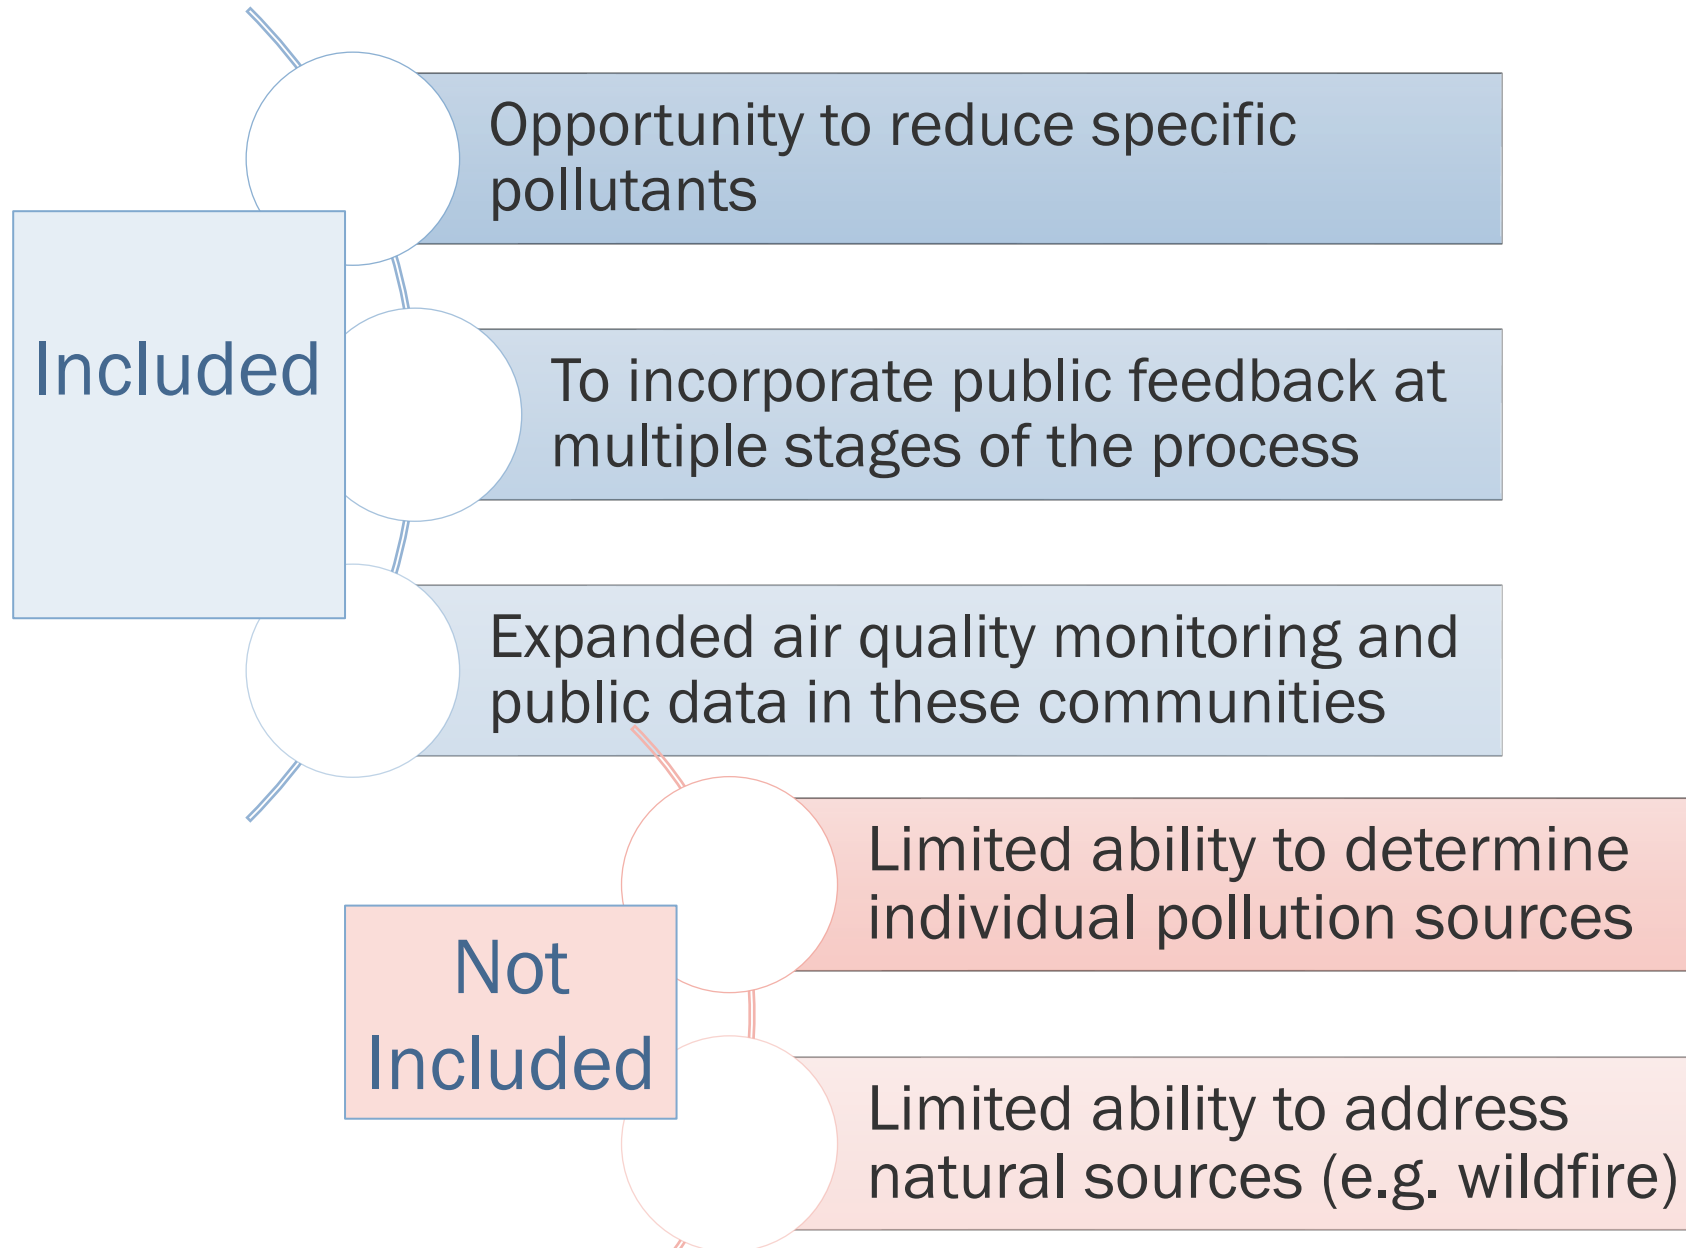 Included
Opportunity to reduce specific
pollutants
To incorporate public feedback at
multiple stages of the process
Expanded air quality monitoring and
public data in these communities
Not
Included
Limited ability to determine
individual pollution sources
Limited ability to address
natural sources (e.g. wildfire)